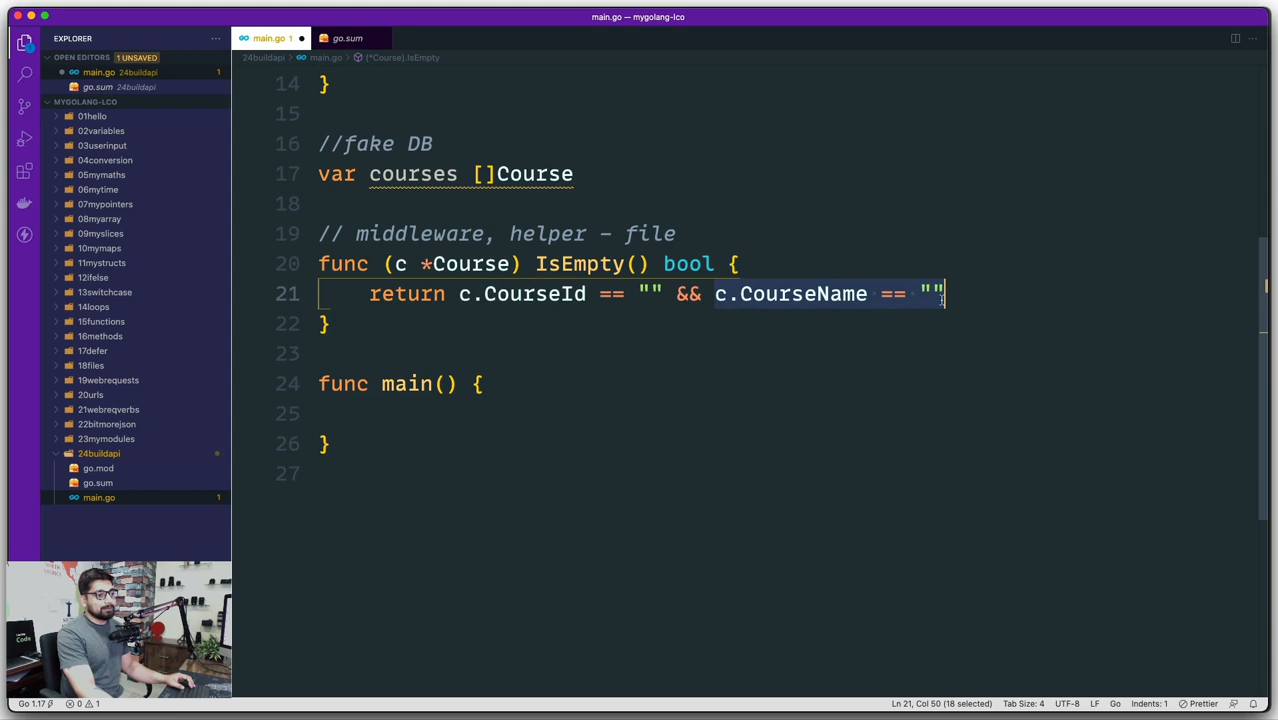 main.go — mygolang-lco
EXPLORER
main.go 1
go.sum
OPEN EDITORS 1 UNSAVED
24buildapi > main.go > (*Course).IsEmpty
main.go 24buildapi 1
go.sum 24buildapi
MYGOLANG-LCO
01hello
02variables
03userinput
04conversion
05mymaths
06mytime
07mypointers
08myarray
09myslices
10mymaps
11mystructs
12ifelse
13switchcase
14loops
15functions
16methods
17defer
18files
19webrequests
20urls
21webreqverbs
22bitmorejson
23mymodules
24buildapi
go.mod
go.sum
main.go 1
14 }
15
16 //fake DB
17 var courses []Course
18
19 // middleware, helper - file
20 func (c *Course) IsEmpty() bool {
21 return c.CourseId == "" && c.CourseName == ""
22 }
23
24 func main() {
25
26 }
27
Go 1.17 0 1
Ln 21, Col 50 (18 selected) Tab Size: 4 UTF-8 LF Go Indents: 1 Prettier